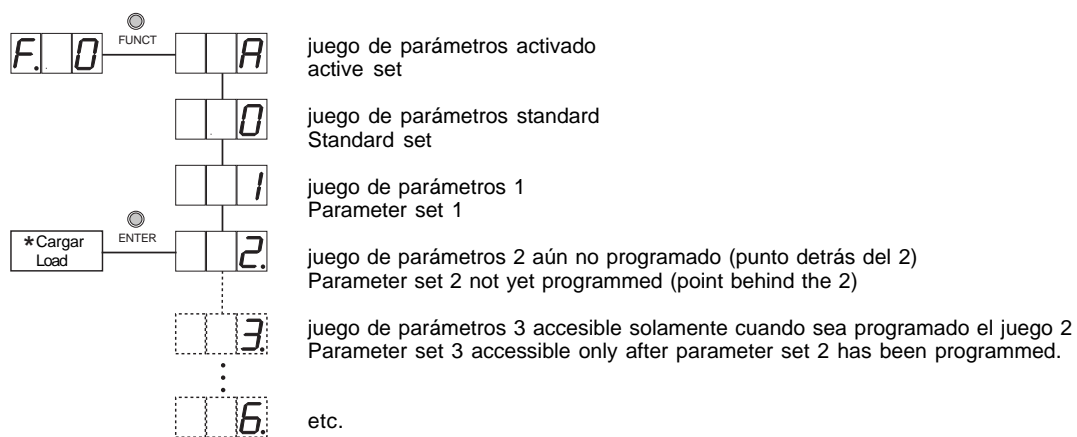 FUNCT
F. 0 A
juego de parámetros activado
active set
0
juego de parámetros standard
Standard set
1
juego de parámetros 1
Parameter set 1
ENTER
*Cargar
Load
2.
juego de parámetros 2 aún no programado (punto detrás del 2)
Parameter set 2 not yet programmed (point behind the 2)
3.
juego de parámetros 3 accesible solamente cuando sea programado el juego 2
Parameter set 3 accessible only after parameter set 2 has been programmed.
6.
etc.